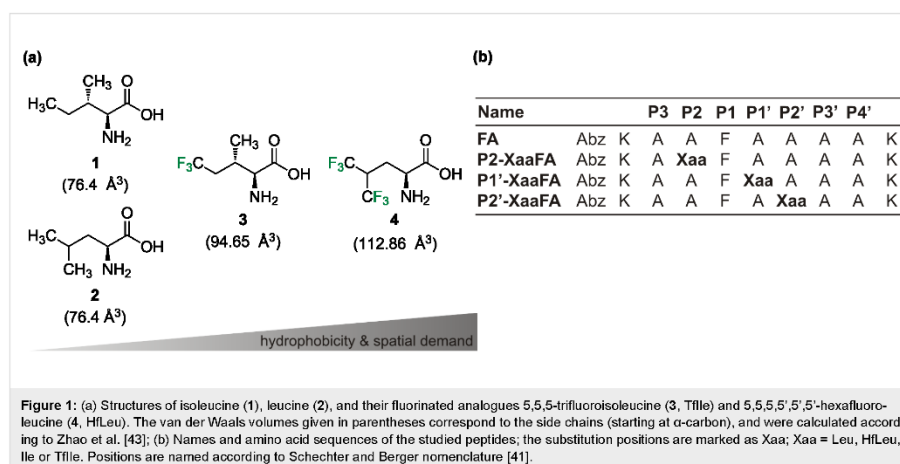 (a)
(b)
CH₃
O
H₃C
OH
NH₂
1
(76.4 Å³)
H₃C
O
OH
CH₃ NH₂
2
(76.4 Å³)
CH₃
O
F₃C
OH
NH₂
3
(94.65 Å³)
F₃C
O
OH
CF₃ NH₂
4
(112.86 Å³)
hydrophobicity & spatial demand
Name P3 P2 P1 P1' P2' P3' P4'
FA Abz K A A F A A A A K
P2-XaaFA Abz K A Xaa F A A A A K
P1'-XaaFA Abz K A A F Xaa A A A K
P2'-XaaFA Abz K A A F A Xaa A A K
Figure 1: (a) Structures of isoleucine (1), leucine (2), and their fluorinated analogues 5,5,5-trifluoroisoleucine (3, TfIle) and 5,5,5,5',5',5'-hexafluoro-
leucine (4, HfLeu). The van der Waals volumes given in parentheses correspond to the side chains (starting at α-carbon), and were calculated accord-
ing to Zhao et al. [43]; (b) Names and amino acid sequences of the studied peptides; the substitution positions are marked as Xaa; Xaa = Leu, HfLeu,
Ile or TfIle. Positions are named according to Schechter and Berger nomenclature [41].